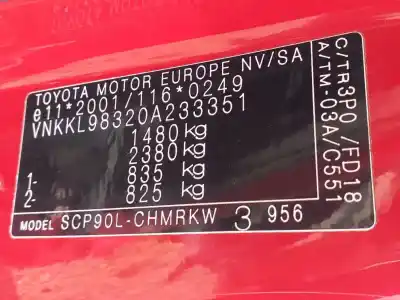 TOYOTA MOTOR EUROPE NV/SA
e11*2001/116*0249
VNKKL98320A233351
1480 kg
2380 kg
1- 835 kg
2- 825 kg
MODEL SCP90L-CHMRKW 3 956
C/TR3P0 /FD18
A/TM-03A/C551